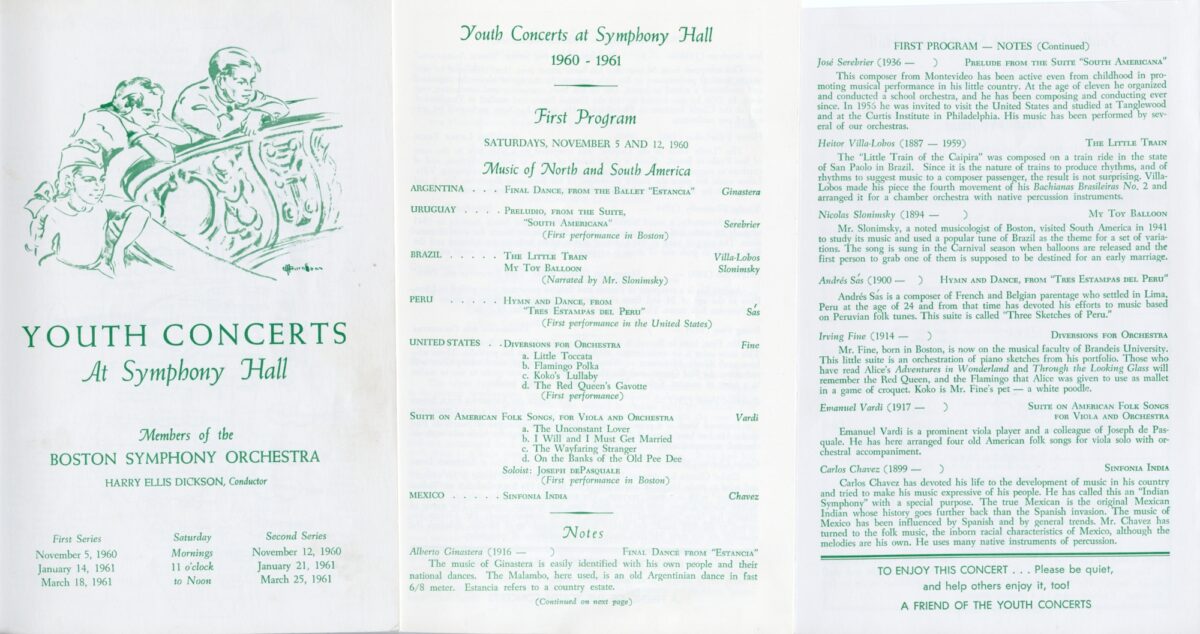 YOUTH CONCERTS
At Symphony Hall
Members of the
BOSTON SYMPHONY ORCHESTRA
HARRY ELLIS DICKSON, Conductor
First Series
November 5, 1960
January 14, 1961
March 18, 1961
Saturday
Mornings
11 o'clock
to Noon
Second Series
November 12, 1960
January 21, 1961
March 25, 1961
Youth Concerts at Symphony Hall
1960 - 1961
First Program
SATURDAYS, NOVEMBER 5 AND 12, 1960
Music of North and South America
ARGENTINA . . . FINAL DANCE, FROM THE BALLET "ESTANCIA" Ginastera
URUGUAY . . . . PRELUDIO, FROM THE SUITE,
"SOUTH AMERICANA" Serebrier
(First performance in Boston)
BRAZIL . . . . . THE LITTLE TRAIN Villa-Lobos
MY TOY BALLOON Slonimsky
(Narrated by Mr. Slonimsky)
PERU . . . . . HYMN AND DANCE, FROM
"TRES ESTAMPAS DEL PERU" Sás
(First performance in the United States)
UNITED STATES . . DIVERSIONS FOR ORCHESTRA Fine
a. Little Toccata
b. Flamingo Polka
c. Koko's Lullaby
d. The Red Queen's Gavotte
(First performance)
SUITE ON AMERICAN FOLK SONGS, FOR VIOLA AND ORCHESTRA Vardi
a. The Unconstant Lover
b. I Will and I Must Get Married
c. The Wayfaring Stranger
d. On the Banks of the Old Pee Dee
Soloist: JOSEPH DEPASQUALE
(First performance in Boston)
MEXICO . . . . . SINFONIA INDIA Chavez
Notes
Alberto Ginastera (1916 — ) FINAL DANCE FROM "ESTANCIA"
The music of Ginastera is easily identified with his own people and their
national dances. The Malambo, here used, is an old Argentinian dance in fast
6/8 meter. Estancia refers to a country estate.
(Continued on next page)
FIRST PROGRAM — NOTES (Continued)
José Serebrier (1936 — ) PRELUDE FROM THE SUITE "SOUTH AMERICANA"
This composer from Montevideo has been active even from childhood in pro-
moting musical performance in his little country. At the age of eleven he organized
and conducted a school orchestra, and he has been composing and conducting ever
since. In 1955 he was invited to visit the United States and studied at Tanglewood
and at the Curtis Institute in Philadelphia. His music has been performed by sev-
eral of our orchestras.
Heitor Villa-Lobos (1887 — 1959) THE LITTLE TRAIN
The "Little Train of the Caipira" was composed on a train ride in the state
of San Paolo in Brazil. Since it is the nature of trains to produce rhythms, and of
rhythms to suggest music to a composer passenger, the result is not surprising. Villa-
Lobos made his piece the fourth movement of his Bachianas Brasileiras No. 2 and
arranged it for a chamber orchestra with native percussion instruments.
Nicolas Slonimsky (1894 — ) MY TOY BALLOON
Mr. Slonimsky, a noted musicologist of Boston, visited South America in 1941
to study its music and used a popular tune of Brazil as the theme for a set of varia-
tions. The song is sung in the Carnival season when balloons are released and the
first person to grab one of them is supposed to be destined for an early marriage.
Andrés Sás (1900 — ) HYMN AND DANCE, FROM "TRES ESTAMPAS DEL PERU"
Andrés Sás is a composer of French and Belgian parentage who settled in Lima,
Peru at the age of 24 and from that time has devoted his efforts to music based
on Peruvian folk tunes. This suite is called "Three Sketches of Peru."
Irving Fine (1914 — ) DIVERSIONS FOR ORCHESTRA
Mr. Fine, born in Boston, is now on the musical faculty of Brandeis University.
This little suite is an orchestration of piano sketches from his portfolio. Those who
have read Alice's Adventures in Wonderland and Through the Looking Glass will
remember the Red Queen, and the Flamingo that Alice was given to use as mallet
in a game of croquet. Koko is Mr. Fine's pet — a white poodle.
Emanuel Vardi (1917 — ) SUITE ON AMERICAN FOLK SONGS
FOR VIOLA AND ORCHESTRA
Emanuel Vardi is a prominent viola player and a colleague of Joseph de Pas-
quale. He has here arranged four old American folk songs for viola solo with or-
chestral accompaniment.
Carlos Chavez (1899 — ) SINFONIA INDIA
Carlos Chavez has devoted his life to the development of music in his country
and tried to make his music expressive of his people. He has called this an "Indian
Symphony" with a special purpose. The true Mexican is the original Mexican
Indian whose history goes further back than the Spanish invasion. The music of
Mexico has been influenced by Spanish and by general trends. Mr. Chavez has
turned to the folk music, the inborn racial characteristics of Mexico, although the
melodies are his own. He uses many native instruments of percussion.
TO ENJOY THIS CONCERT . . . Please be quiet,
and help others enjoy it, too!
A FRIEND OF THE YOUTH CONCERTS